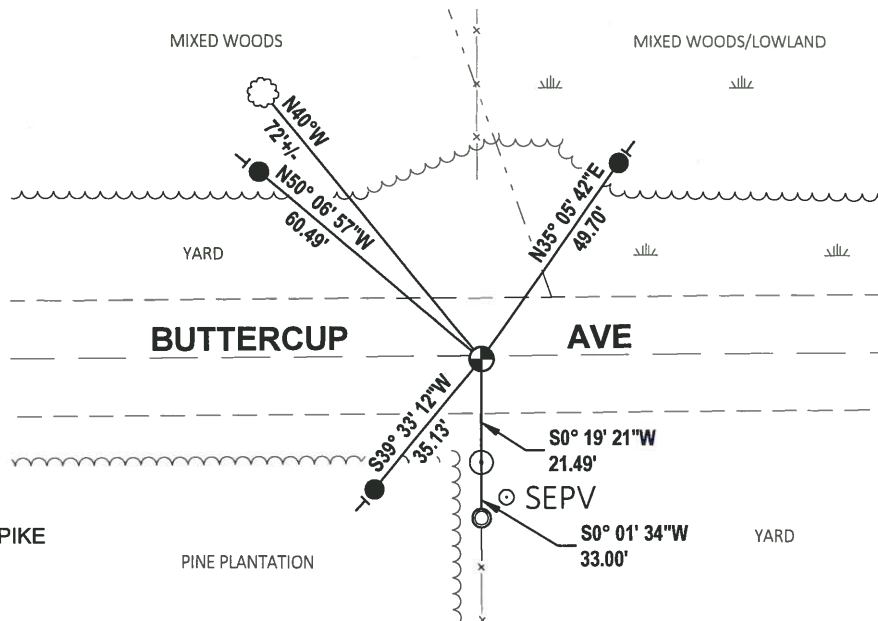 MIXED WOODS
MIXED WOODS/LOWLAND
N40°W
72'+/-
N50° 06' 57"W
60.49'
N35° 05' 42"E
49.70'
YARD
BUTTERCUP AVE
S39° 33' 12"W
35.13'
S0° 19' 21"W
21.49'
SEPV
S0° 01' 34"W
33.00'
PIKE
PINE PLANTATION
YARD